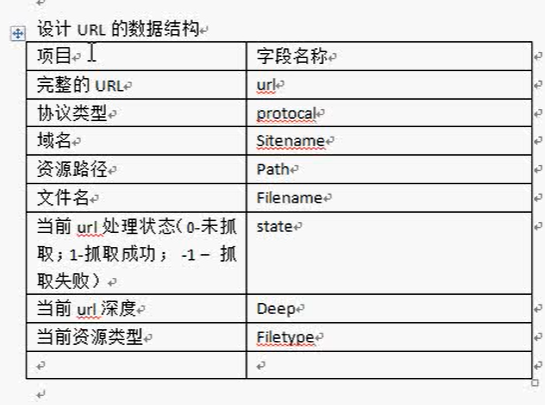 设计 URL 的数据结构
项目 字段名称
完整的 URL url
协议类型 protocal
域名 Sitename
资源路径 Path
文件名 Filename
当前 url 处理状态（0-未抓 state
取；1-抓取成功； -1 – 抓
取失败）
当前 url 深度 Deep
当前资源类型 Filetype